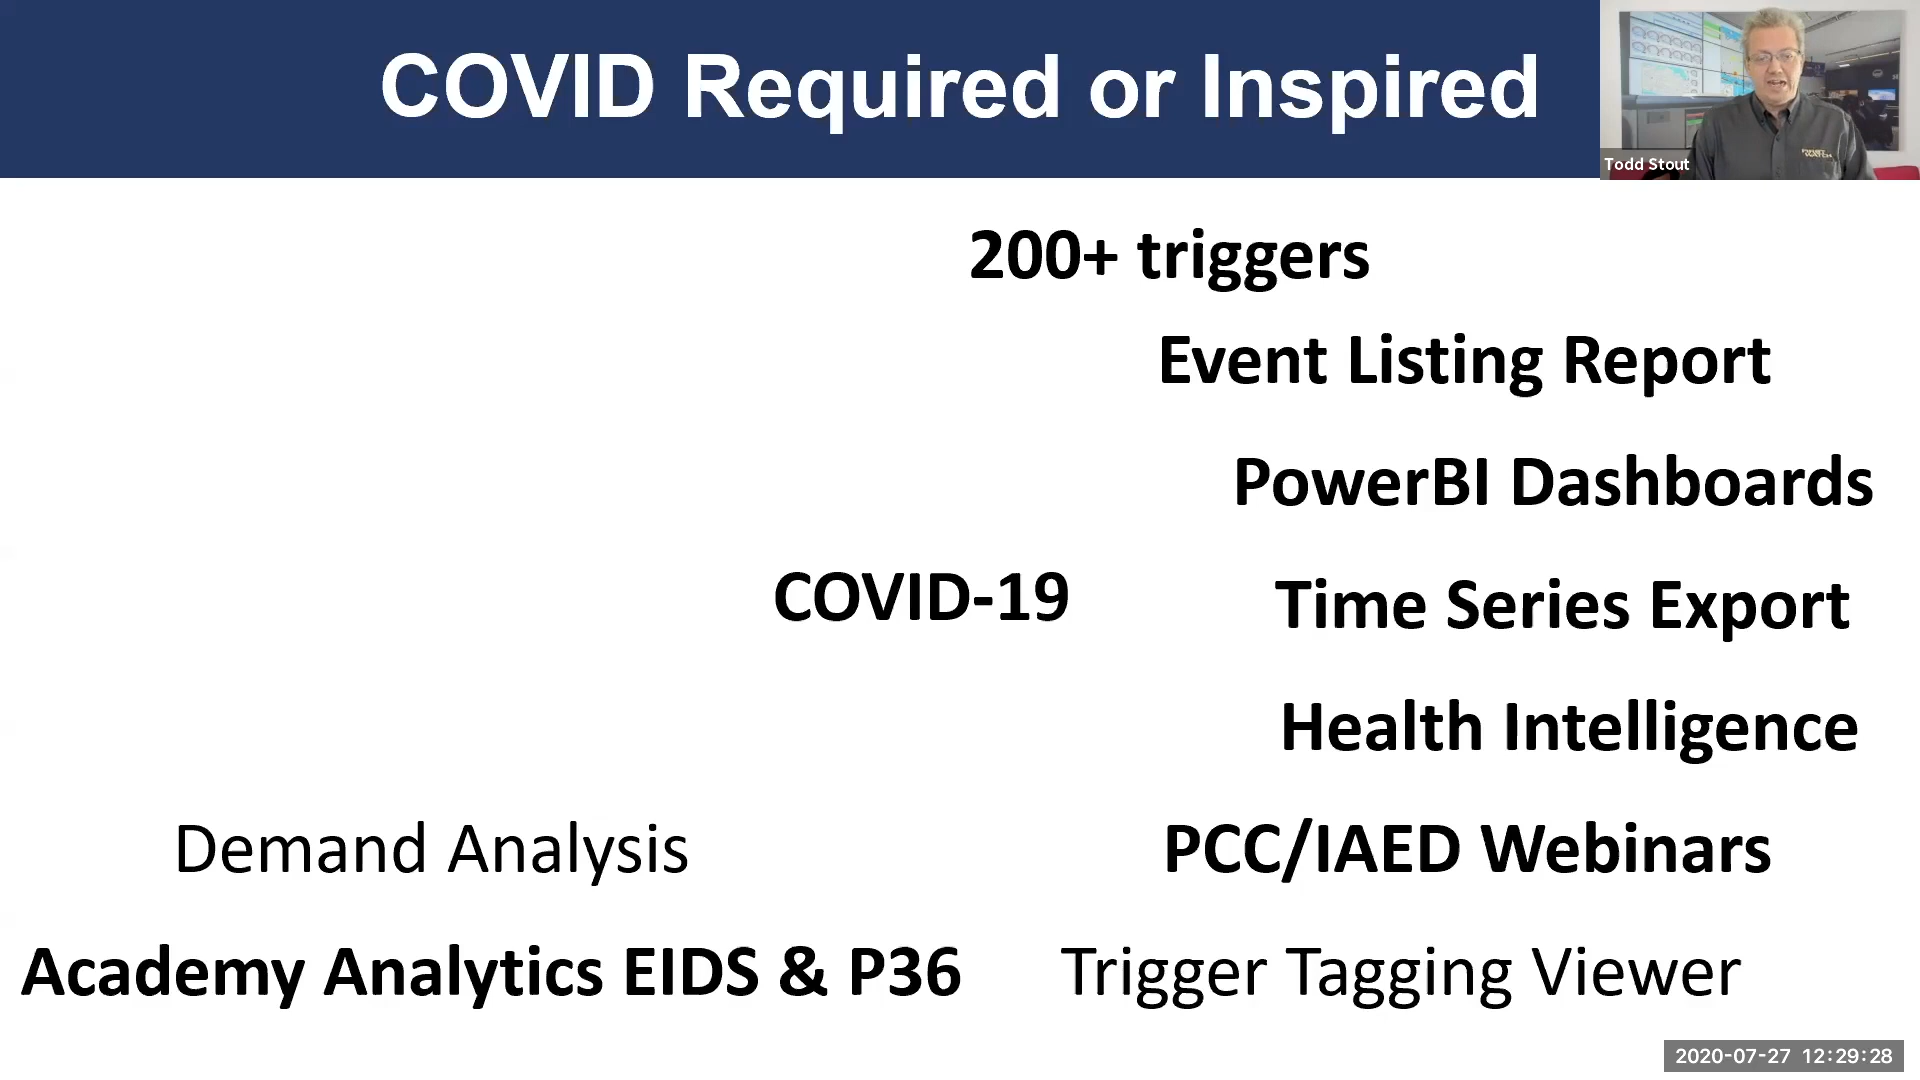 COVID Required or Inspired
Todd Stout
200+ triggers
Event Listing Report
PowerBI Dashboards
COVID-19
Time Series Export
Health Intelligence
Demand Analysis
PCC/IAED Webinars
Academy Analytics EIDS & P36
Trigger Tagging Viewer
2020-07-27 12:29:28